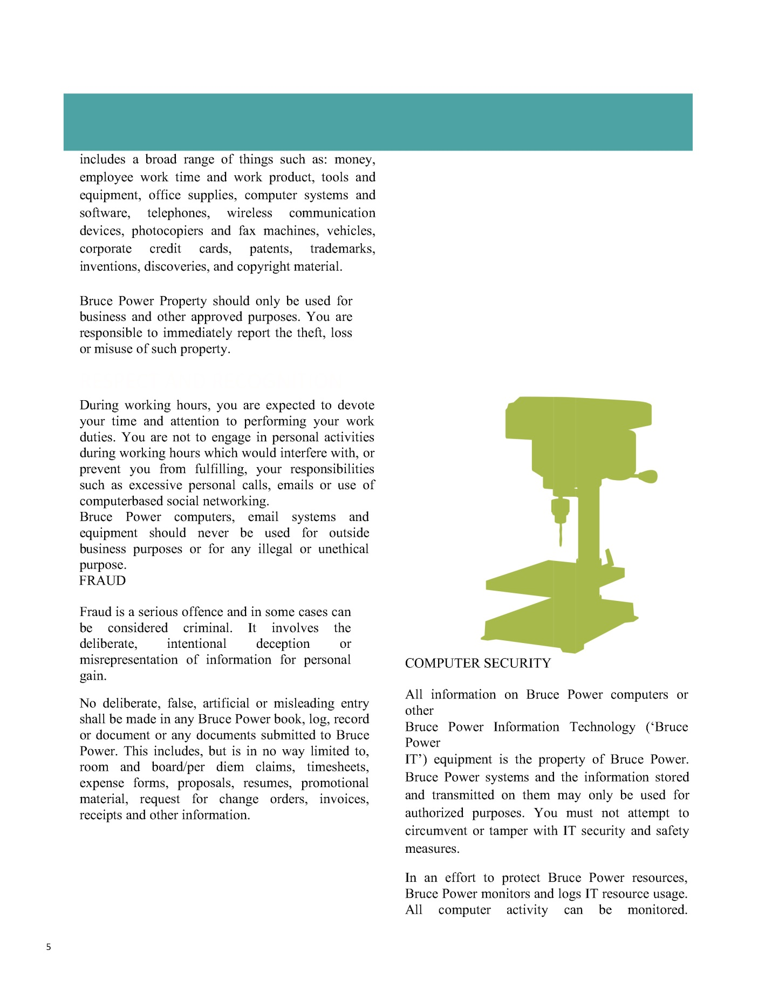 includes a broad range of things such as: money,
employee work time and work product, tools and
equipment, office supplies, computer systems and
software, telephones, wireless communication
devices, photocopiers and fax machines, vehicles,
corporate credit cards, patents, trademarks,
inventions, discoveries, and copyright material.
Bruce Power Property should only be used for
business and other approved purposes. You are
responsible to immediately report the theft, loss
or misuse of such property.
During working hours, you are expected to devote
your time and attention to performing your work
duties. You are not to engage in personal activities
during working hours which would interfere with, or
prevent you from fulfilling, your responsibilities
such as excessive personal calls, emails or use of
computerbased social networking.
Bruce Power computers, email systems and
equipment should never be used for outside
business purposes or for any illegal or unethical
purpose.
FRAUD
Fraud is a serious offence and in some cases can
be considered criminal. It involves the
deliberate, intentional deception or
misrepresentation of information for personal
gain.
No deliberate, false, artificial or misleading entry
shall be made in any Bruce Power book, log, record
or document or any documents submitted to Bruce
Power. This includes, but is in no way limited to,
room and board/per diem claims, timesheets,
expense forms, proposals, resumes, promotional
material, request for change orders, invoices,
receipts and other information.
COMPUTER SECURITY
All information on Bruce Power computers or
other
Bruce Power Information Technology (‘Bruce
Power
IT’) equipment is the property of Bruce Power.
Bruce Power systems and the information stored
and transmitted on them may only be used for
authorized purposes. You must not attempt to
circumvent or tamper with IT security and safety
measures.
In an effort to protect Bruce Power resources,
Bruce Power monitors and logs IT resource usage.
All computer activity can be monitored.
5